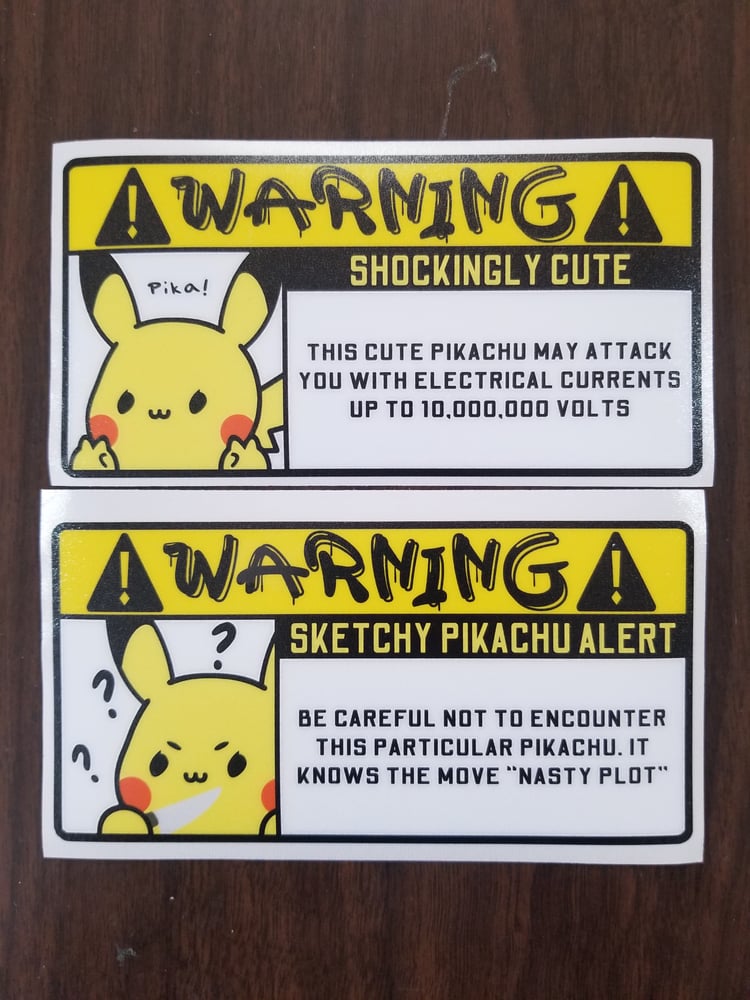 ! WARNING !
SHOCKINGLY CUTE
Pika!
THIS CUTE PIKACHU MAY ATTACK
YOU WITH ELECTRICAL CURRENTS
UP TO 10,000,000 VOLTS
! WARNING !
SKETCHY PIKACHU ALERT
?
?
?
BE CAREFUL NOT TO ENCOUNTER
THIS PARTICULAR PIKACHU. IT
KNOWS THE MOVE "NASTY PLOT"